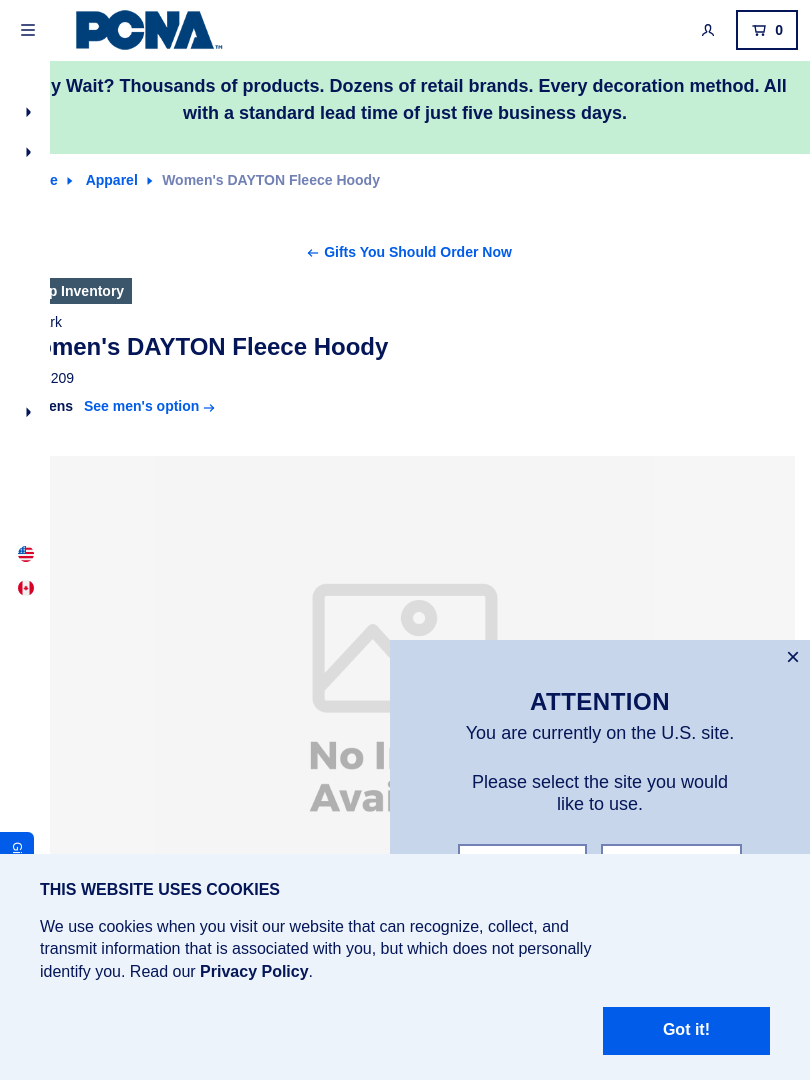 PCNA
TM
0
y Wait? Thousands of products. Dozens of retail brands. Every decoration method. All
with a standard lead time of just five business days.
e Apparel Women's DAYTON Fleece Hoody
← Gifts You Should Order Now
p Inventory
rk
omen's DAYTON Fleece Hoody
209
ens See men's option →
No I
Avai
ATTENTION
You are currently on the U.S. site.
Please select the site you would
like to use.
THIS WEBSITE USES COOKIES
We use cookies when you visit our website that can recognize, collect, and
transmit information that is associated with you, but which does not personally
identify you. Read our Privacy Policy.
Got it!